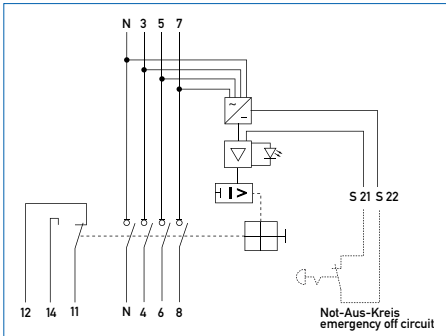 N 3 5 7
~
–
I >
S 21 S 22
12 14 11 N 4 6 8
Not-Aus-Kreis
emergency off circuit